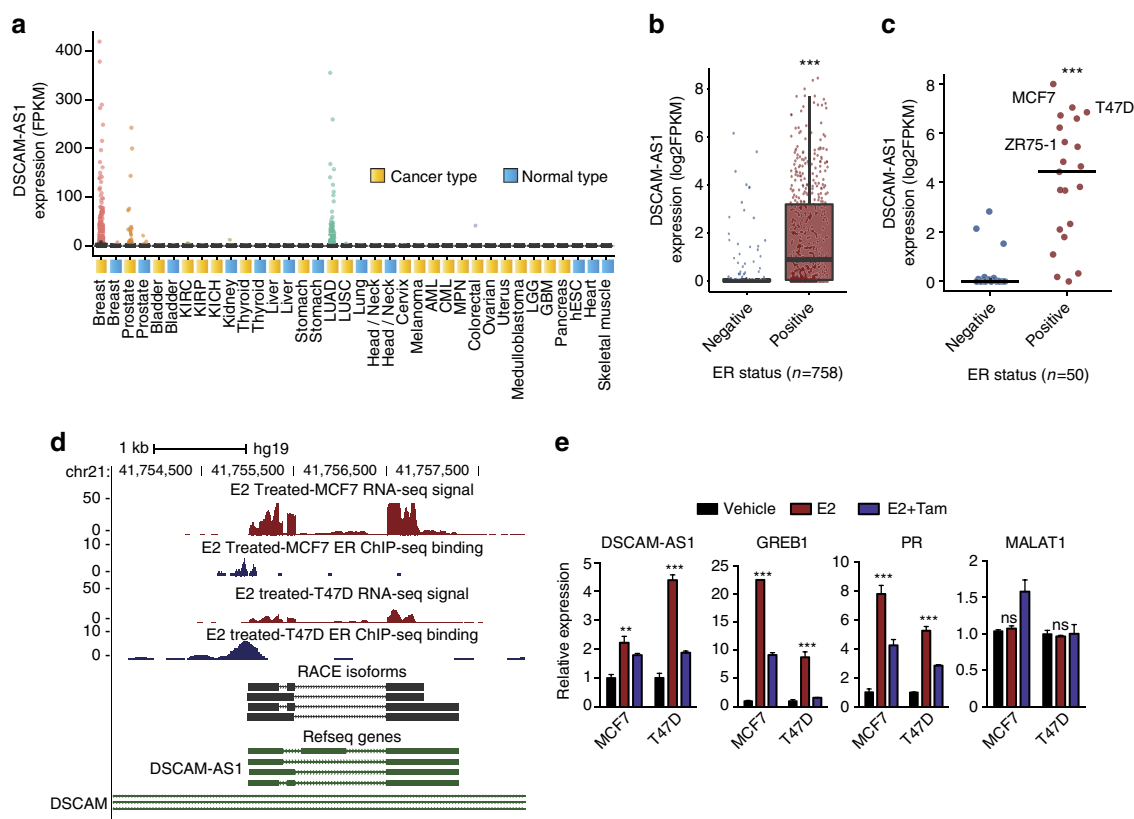 a
DSCAM-AS1
expression (FPKM)
400
300
200
100
0
Cancer type
Normal type
Breast
Breast
Prostate
Prostate
Bladder
Bladder
KIRC
KIRP
KICH
Kidney
Thyroid
Thyroid
Liver
Liver
Stomach
Stomach
LUAD
LUSC
Lung
Head / Neck
Head / Neck
Cervix
Melanoma
AML
CML
MPN
Colorectal
Ovarian
Uterus
Medulloblastoma
LGG
GBM
Pancreas
hESC
Heart
Skeletal muscle
b
DSCAM-AS1
expression (log2FPKM)
8
6
4
2
0
***
Negative
Positive
ER status (n=758)
c
DSCAM-AS1
expression (log2FPKM)
8
6
4
2
0
***
MCF7
T47D
ZR75-1
Negative
Positive
ER status (n=50)
d
1 kb
hg19
chr21: 41,754,500 41,755,500 41,756,500 41,757,500
E2 Treated-MCF7 RNA-seq signal
50
0
E2 Treated-MCF7 ER ChIP-seq binding
10
0
E2 treated-T47D RNA-seq signal
50
0
E2 treated-T47D ER ChIP-seq binding
10
0
RACE isoforms
Refseq genes
DSCAM-AS1
DSCAM
e
Vehicle
E2
E2+Tam
Relative expression
DSCAM-AS1
5
4
3
2
1
0
**
***
MCF7
T47D
GREB1
25
20
15
10
5
0
***
***
MCF7
T47D
PR
10
8
6
4
2
0
***
***
MCF7
T47D
MALAT1
2
1.5
1.0
0.5
0
ns
ns
MCF7
T47D